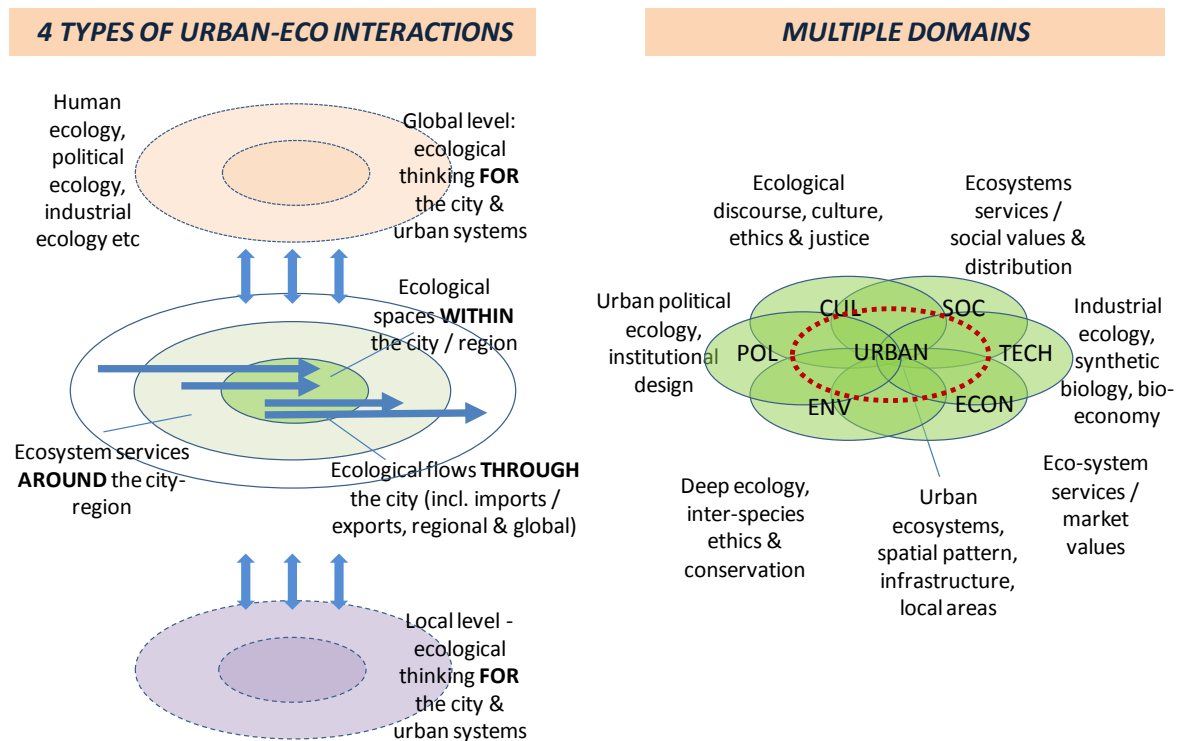 4 TYPES OF URBAN-ECO INTERACTIONS
Human
ecology,
political
ecology,
industrial
ecology etc
Global level:
ecological
thinking FOR
the city &
urban systems
Ecological
spaces WITHIN
the city / region
Ecosystem services
AROUND the city-
region
Ecological flows THROUGH
the city (incl. imports /
exports, regional & global)
Local level -
ecological
thinking FOR
the city &
urban systems
MULTIPLE DOMAINS
Ecological
discourse, culture,
ethics & justice
Ecosystems
services /
social values &
distribution
Urban political
ecology,
institutional
design
CUL
SOC
POL
URBAN
TECH
ENV
ECON
Industrial
ecology,
synthetic
biology, bio-
economy
Deep ecology,
inter-species
ethics &
conservation
Urban
ecosystems,
spatial pattern,
infrastructure,
local areas
Eco-system
services /
market
values